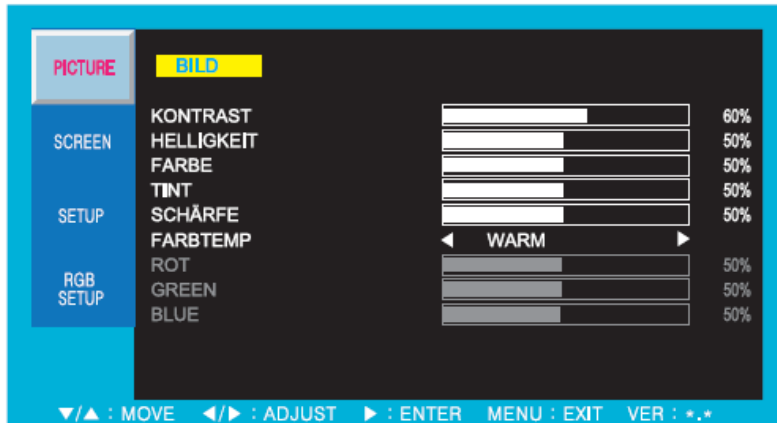 PICTURE
SCREEN
SETUP
RGB
SETUP
BILD
KONTRAST 60%
HELLIGKEIT 50%
FARBE 50%
TINT 50%
SCHÄRFE 50%
FARBTEMP ◀ WARM ▶
ROT 50%
GREEN 50%
BLUE 50%
▼/▲ : MOVE ◀/▶ : ADJUST ▶ : ENTER MENU : EXIT VER : *.*